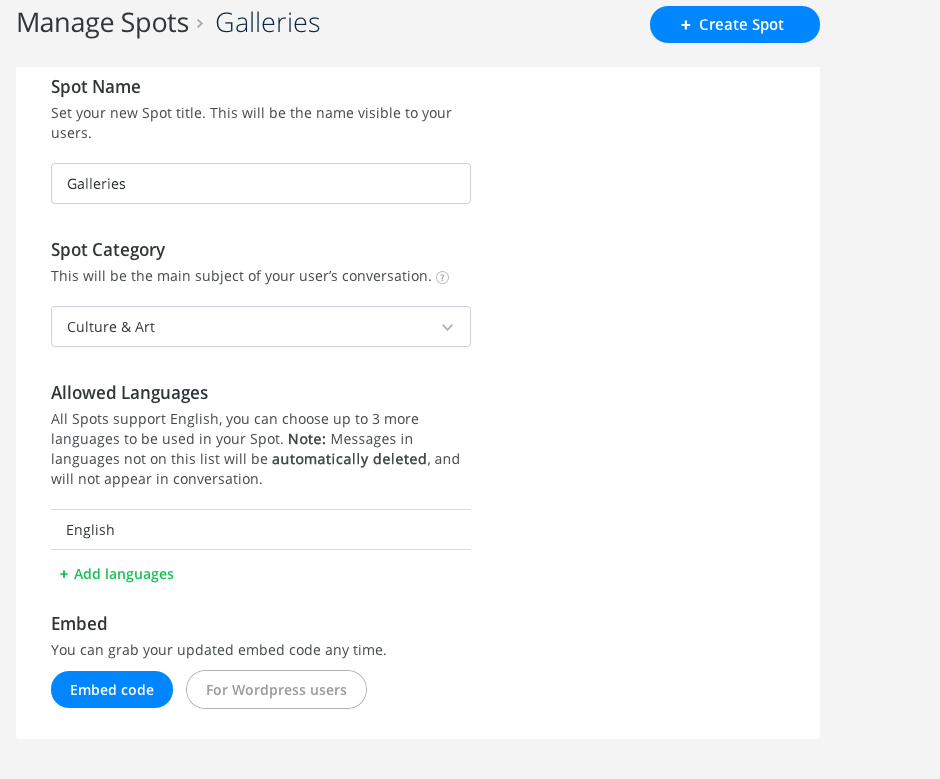 Manage Spots › Galleries
+ Create Spot
Spot Name
Set your new Spot title. This will be the name visible to your
users.
Galleries
Spot Category
This will be the main subject of your user’s conversation. ?
Culture & Art
Allowed Languages
All Spots support English, you can choose up to 3 more
languages to be used in your Spot. Note: Messages in
languages not on this list will be automatically deleted, and
will not appear in conversation.
English
+ Add languages
Embed
You can grab your updated embed code any time.
Embed code
For Wordpress users